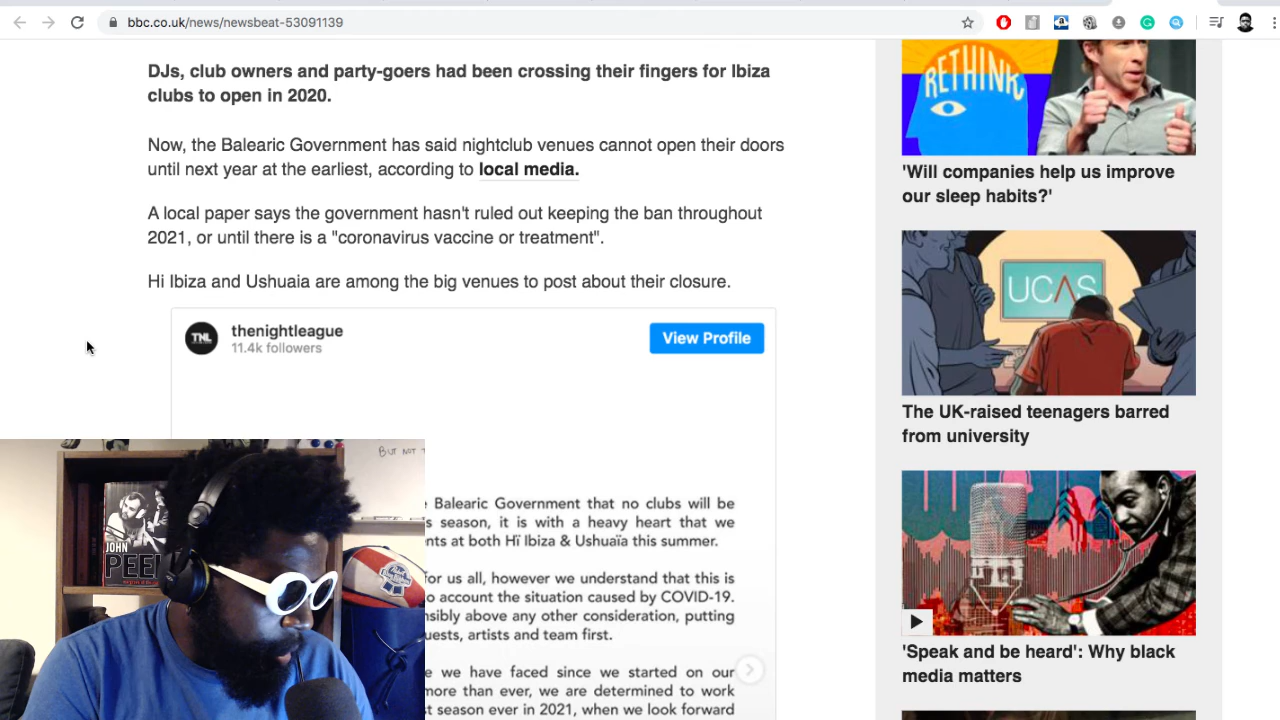 bbc.co.uk/news/newsbeat-53091139
DJs, club owners and party-goers had been crossing their fingers for Ibiza
clubs to open in 2020.
Now, the Balearic Government has said nightclub venues cannot open their doors
until next year at the earliest, according to local media.
A local paper says the government hasn't ruled out keeping the ban throughout
2021, or until there is a "coronavirus vaccine or treatment".
Hi Ibiza and Ushuaia are among the big venues to post about their closure.
TNL
thenightleague
11.4k followers
View Profile
Balearic Government that no clubs will be
season, it is with a heavy heart that we
at both Hï Ibiza & Ushuaïa this summer.
for us all, however we understand that this is
account the situation caused by COVID-19.
above any other consideration, putting
artists and team first.
we have faced since we started on our
more than ever, we are determined to work
season ever in 2021, when we look forward
BUT NOT
JOHN
PEEL
RETHINK
'Will companies help us improve
our sleep habits?'
UCAS
The UK-raised teenagers barred
from university
'Speak and be heard': Why black
media matters